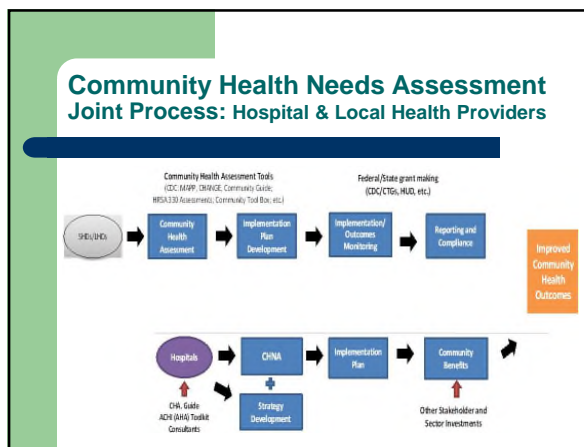 Community Health Needs Assessment
Joint Process: Hospital & Local Health Providers
Community Health Assessment Tools
(CDC: MAPP, CHANGE, Community Guide;
HRSA 330 Assessments, Community Tool Box, etc.)
Federal/State grant making
(CDC/CTGs, HUD, etc.)
SHDs/LHDs
Community
Health
Assessment
Implementation
Plan
Development
Implementation/
Outcomes
Monitoring
Reporting and
Compliance
Improved
Community
Health
Outcomes
Hospitals
CHNA
Implementation
Plan
Community
Benefits
Strategy
Development
CHA. Guide
ACHI (AHA) Toolkit
Consultants
Other Stakeholder and
Sector Investments